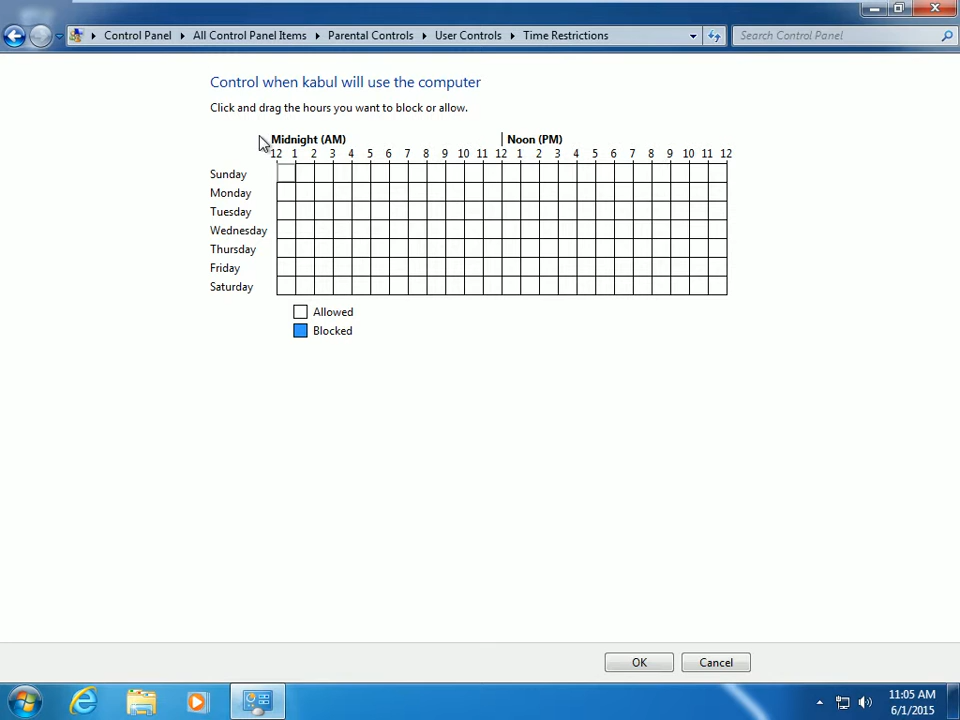 Control Panel All Control Panel Items Parental Controls User Controls Time Restrictions Search Control Panel
Control when kabul will use the computer
Click and drag the hours you want to block or allow.
Midnight (AM) Noon (PM)
12 1 2 3 4 5 6 7 8 9 10 11 12 1 2 3 4 5 6 7 8 9 10 11 12
Sunday
Monday
Tuesday
Wednesday
Thursday
Friday
Saturday
Allowed
Blocked
OK Cancel
11:05 AM
6/1/2015